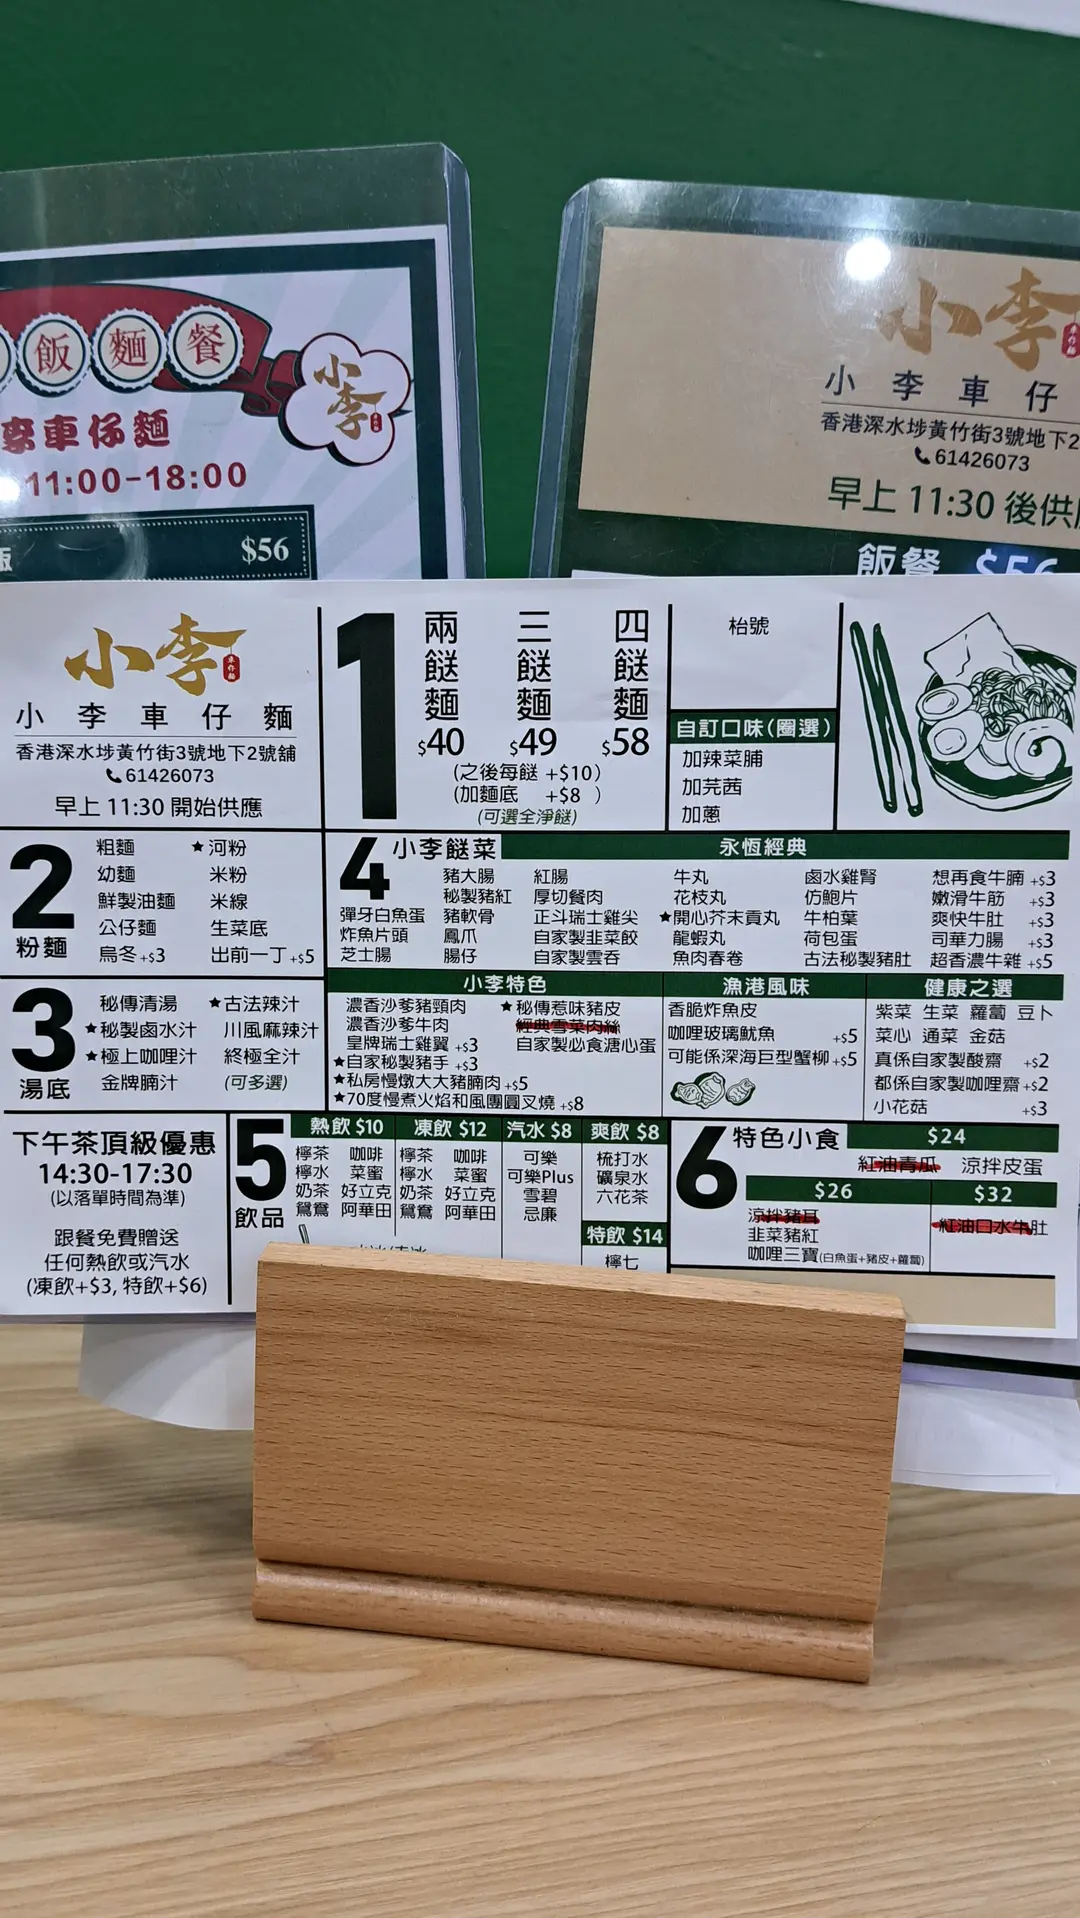 飯麵餐
小李
車仔麵
11:00-18:00
$56
小李
小李車仔
香港深水埗黃竹街3號地下2
61426073
早上 11:30 後供
飯餐 $56
小李
車仔麵
小李車仔麵
香港深水埗黃竹街3號地下2號舖
61426073
早上 11:30 開始供應
1
兩餸麵 三餸麵 四餸麵
$40 $49 $58
(之後每餸 +$10)
(加麵底 +$8 )
(可選全淨餸)
枱號
自訂口味(圈選)
加辣菜脯
加芫茜
加蔥
2
粉麵
粗麵 ★河粉
幼麵 米粉
鮮製油麵 米線
公仔麵 生菜底
烏冬+$3 出前一丁+$5
3
湯底
秘傳清湯 ★古法辣汁
★秘製鹵水汁 川風麻辣汁
★極上咖喱汁 終極全汁
金牌腩汁 (可多選)
4
小李餸菜
永恆經典
豬大腸 紅腸 牛丸 鹵水雞腎 想再食牛腩+$3
秘製豬紅 厚切餐肉 花枝丸 仿鮑片 嫩滑牛筋 +$3
彈牙白魚蛋 豬軟骨 正斗瑞士雞尖 ★開心芥末貢丸 牛柏葉 爽快牛肚 +$3
炸魚片頭 鳳爪 自家製韮菜餃 龍蝦丸 荷包蛋 司華力腸 +$3
芝士腸 腸仔 自家製雲吞 魚肉春卷 古法秘製豬肚 超香濃牛雜+$5
小李特色
濃香沙爹豬頸肉 ★秘傳惹味豬皮
濃香沙爹牛肉 經典雪菜肉絲
皇牌瑞士雞翼+$3 自家製必食溏心蛋
★自家秘製豬手+$3
★私房慢燉大大豬腩肉+$5
★70度慢煮火焰和風團圓叉燒+$8
漁港風味
香脆炸魚皮
咖喱玻璃魷魚 +$5
可能係深海巨型蟹柳+$5
健康之選
紫菜 生菜 蘿蔔 豆卜
菜心 通菜 金菇
真係自家製酸齋 +$2
都係自家製咖喱齋+$2
小花菇 +$3
下午茶頂級優惠
14:30-17:30
(以落單時間為準)
跟餐免費贈送
任何熱飲或汽水
(凍飲+$3, 特飲+$6)
5
飲品
熱飲 $10
檸茶 咖啡
檸水 菜蜜
奶茶 好立克
鴛鴦 阿華田
凍飲 $12
檸茶 咖啡
檸水 菜蜜
奶茶 好立克
鴛鴦 阿華田
汽水 $8
可樂
可樂Plus
雪碧
忌廉
爽飲 $8
梳打水
礦泉水
六花茶
特飲 $14
檸七
6
特色小食
$24
紅油青瓜 涼拌皮蛋
$26
涼拌豬耳
韭菜豬紅
咖喱三寶(白魚蛋+豬皮+蘿蔔)
$32
紅油口水牛肚